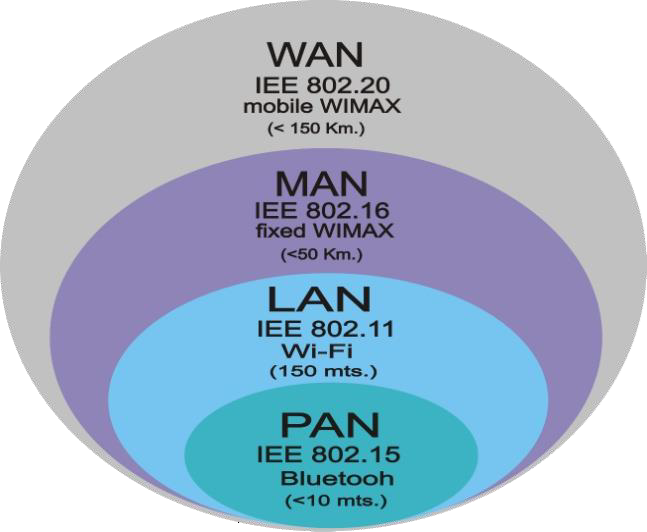 WAN
IEE 802.20
mobile WIMAX
(< 150 Km.)
MAN
IEE 802.16
fixed WIMAX
(<50 Km.)
LAN
IEE 802.11
Wi-Fi
(150 mts.)
PAN
IEE 802.15
Bluetooh
(<10 mts.)